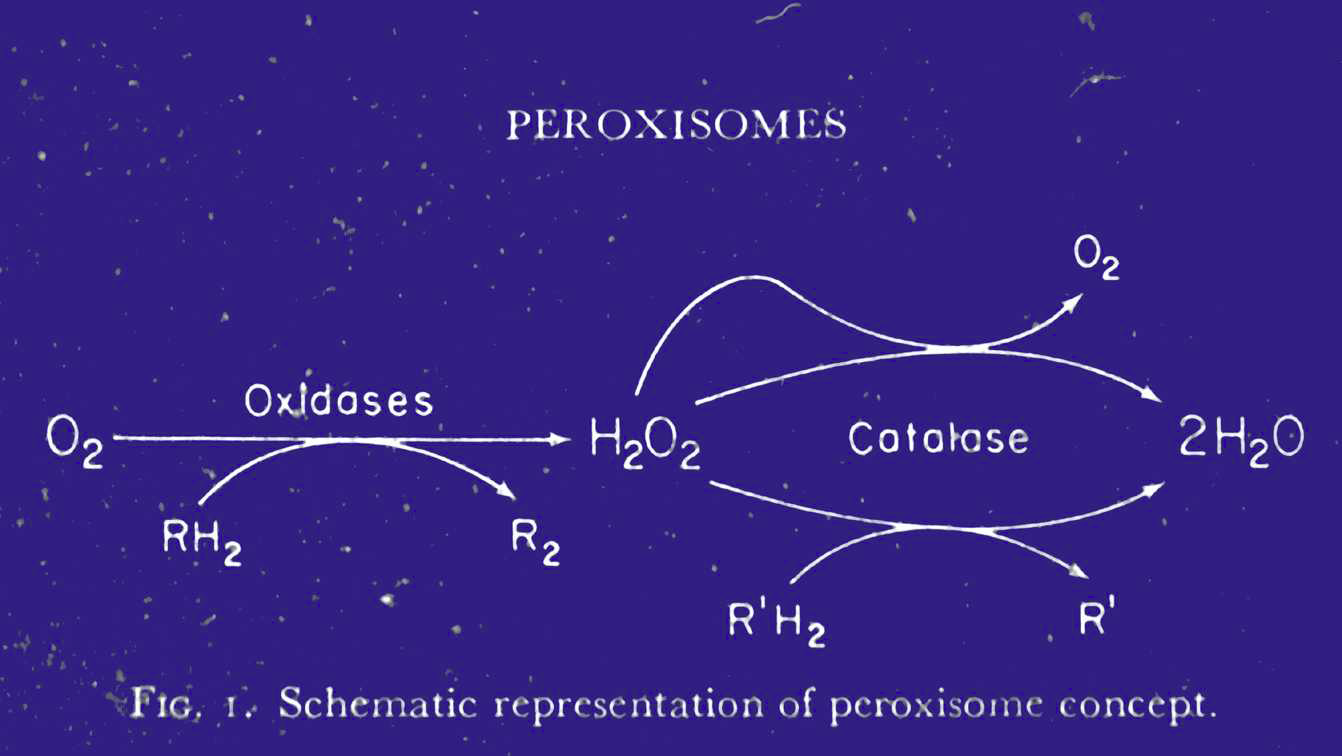 PEROXISOMES
O₂
Oxidases
O₂
H₂O₂
Catalase
2H₂O
RH₂
R₂
R'H₂
R'
FIG. 1. Schematic representation of peroxisome concept.